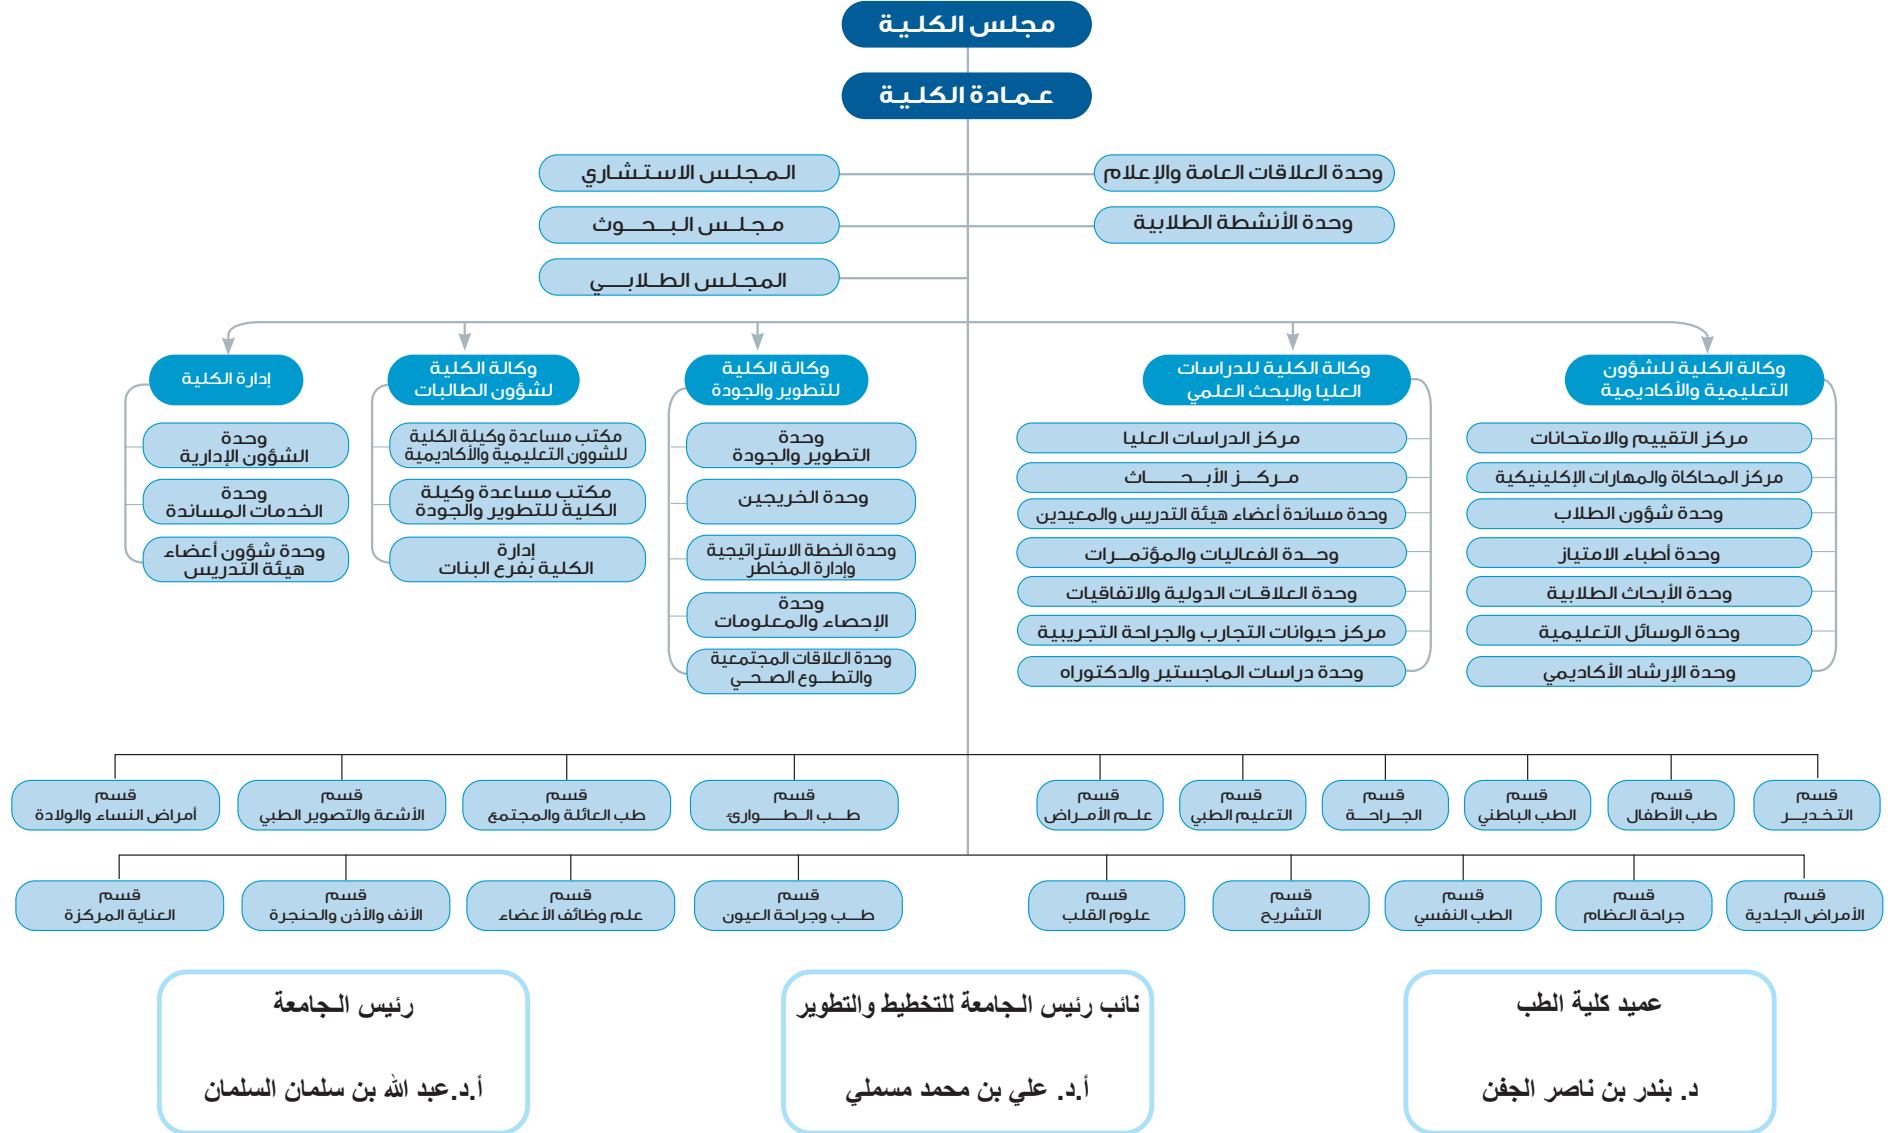 مجلس الكلية
عمادة الكلية
وحدة العلاقات العامة والإعلام
المجلس الاستشاري
وحدة الأنشطة الطلابية
مجلس البحوث
المجلس الطلابي
وكالة الكلية للشؤون
التعليمية والأكاديمية
مركز التقييم والامتحانات
مركز المحاكاة والمهارات الإكلينيكية
وحدة شؤون الطلاب
وحدة أطباء الامتياز
وحدة الأبحاث الطلابية
وحدة الوسائل التعليمية
وحدة الإرشاد الأكاديمي
وكالة الكلية للدراسات
العليا والبحث العلمي
مركز الدراسات العليا
مركز الأبحاث
وحدة مساندة أعضاء هيئة التدريس والمعيدين
وحدة الفعاليات والمؤتمرات
وحدة العلاقات الدولية والاتفاقيات
مركز حيوانات التجارب والجراحة التجريبية
وحدة دراسات الماجستير والدكتوراه
وكالة الكلية
للتطوير والجودة
وحدة
التطوير والجودة
وحدة الخريجين
وحدة الخطة الاستراتيجية
وإدارة المخاطر
وحدة
الإحصاء والمعلومات
وحدة العلاقات المجتمعية
والتطوع الصحي
وكالة الكلية
لشؤون الطالبات
مكتب مساعدة وكيلة الكلية
للشوون التعليمية والأكاديمية
مكتب مساعدة وكيلة
الكلية للتطوير والجودة
إدارة
الكلية بفرع البنات
إدارة الكلية
وحدة
الشؤون الإدارية
وحدة
الخدمات المساندة
وحدة شؤون أعضاء
هيئة التدريس
قسم
التخدير
قسم
طب الأطفال
قسم
الطب الباطني
قسم
الجراحة
قسم
التعليم الطبي
قسم
علم الأمراض
قسم
طب الطوارئ
قسم
طب العائلة والمجتمع
قسم
الأشعة والتصوير الطبي
قسم
أمراض النساء والولادة
قسم
الأمراض الجلدية
قسم
جراحة العظام
قسم
الطب النفسي
قسم
التشريح
قسم
علوم القلب
قسم
طب وجراحة العيون
قسم
علم وظائف الأعضاء
قسم
الأنف والأذن والحنجرة
قسم
العناية المركزة
عميد كلية الطب
د. بندر بن ناصر الجفن
نائب رئيس الجامعة للتخطيط والتطوير
أ.د. علي بن محمد مسملي
رئيس الجامعة
أ.د.عبد الله بن سلمان السلمان